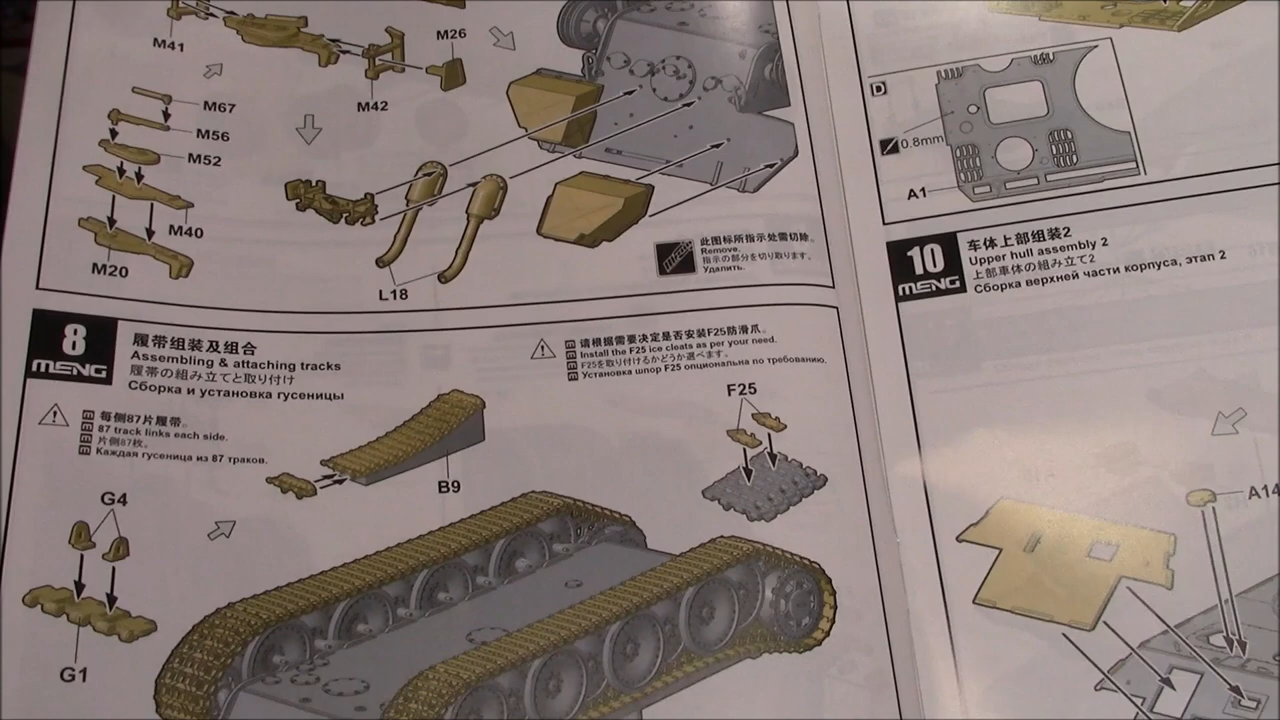 M41
M26
M42
M67
M56
M52
M40
M20
L18
此图标所指示处需切除。
Remove.
指示の部分を切り取ります。
Удалить.
8
MENG
履带组装及组合
Assembling & attaching tracks
履帯の組み立てと取り付け
Сборка и установка гусеницы
每侧87片履带。
87 track links each side.
片側87枚。
Каждая гусеница из 87 траков.
请根据需要决定是否安装F25防滑爪。
Install the F25 ice cleats as per your need.
F25を取り付けるかどうか選べます。
Установка шпор F25 опциональна по требованию.
F25
B9
G4
G1
D
0.8mm
A1
10
MENG
车体上部组装2
Upper hull assembly 2
上部車体の組み立て2
Сборка верхней части корпуса, этап 2
A14